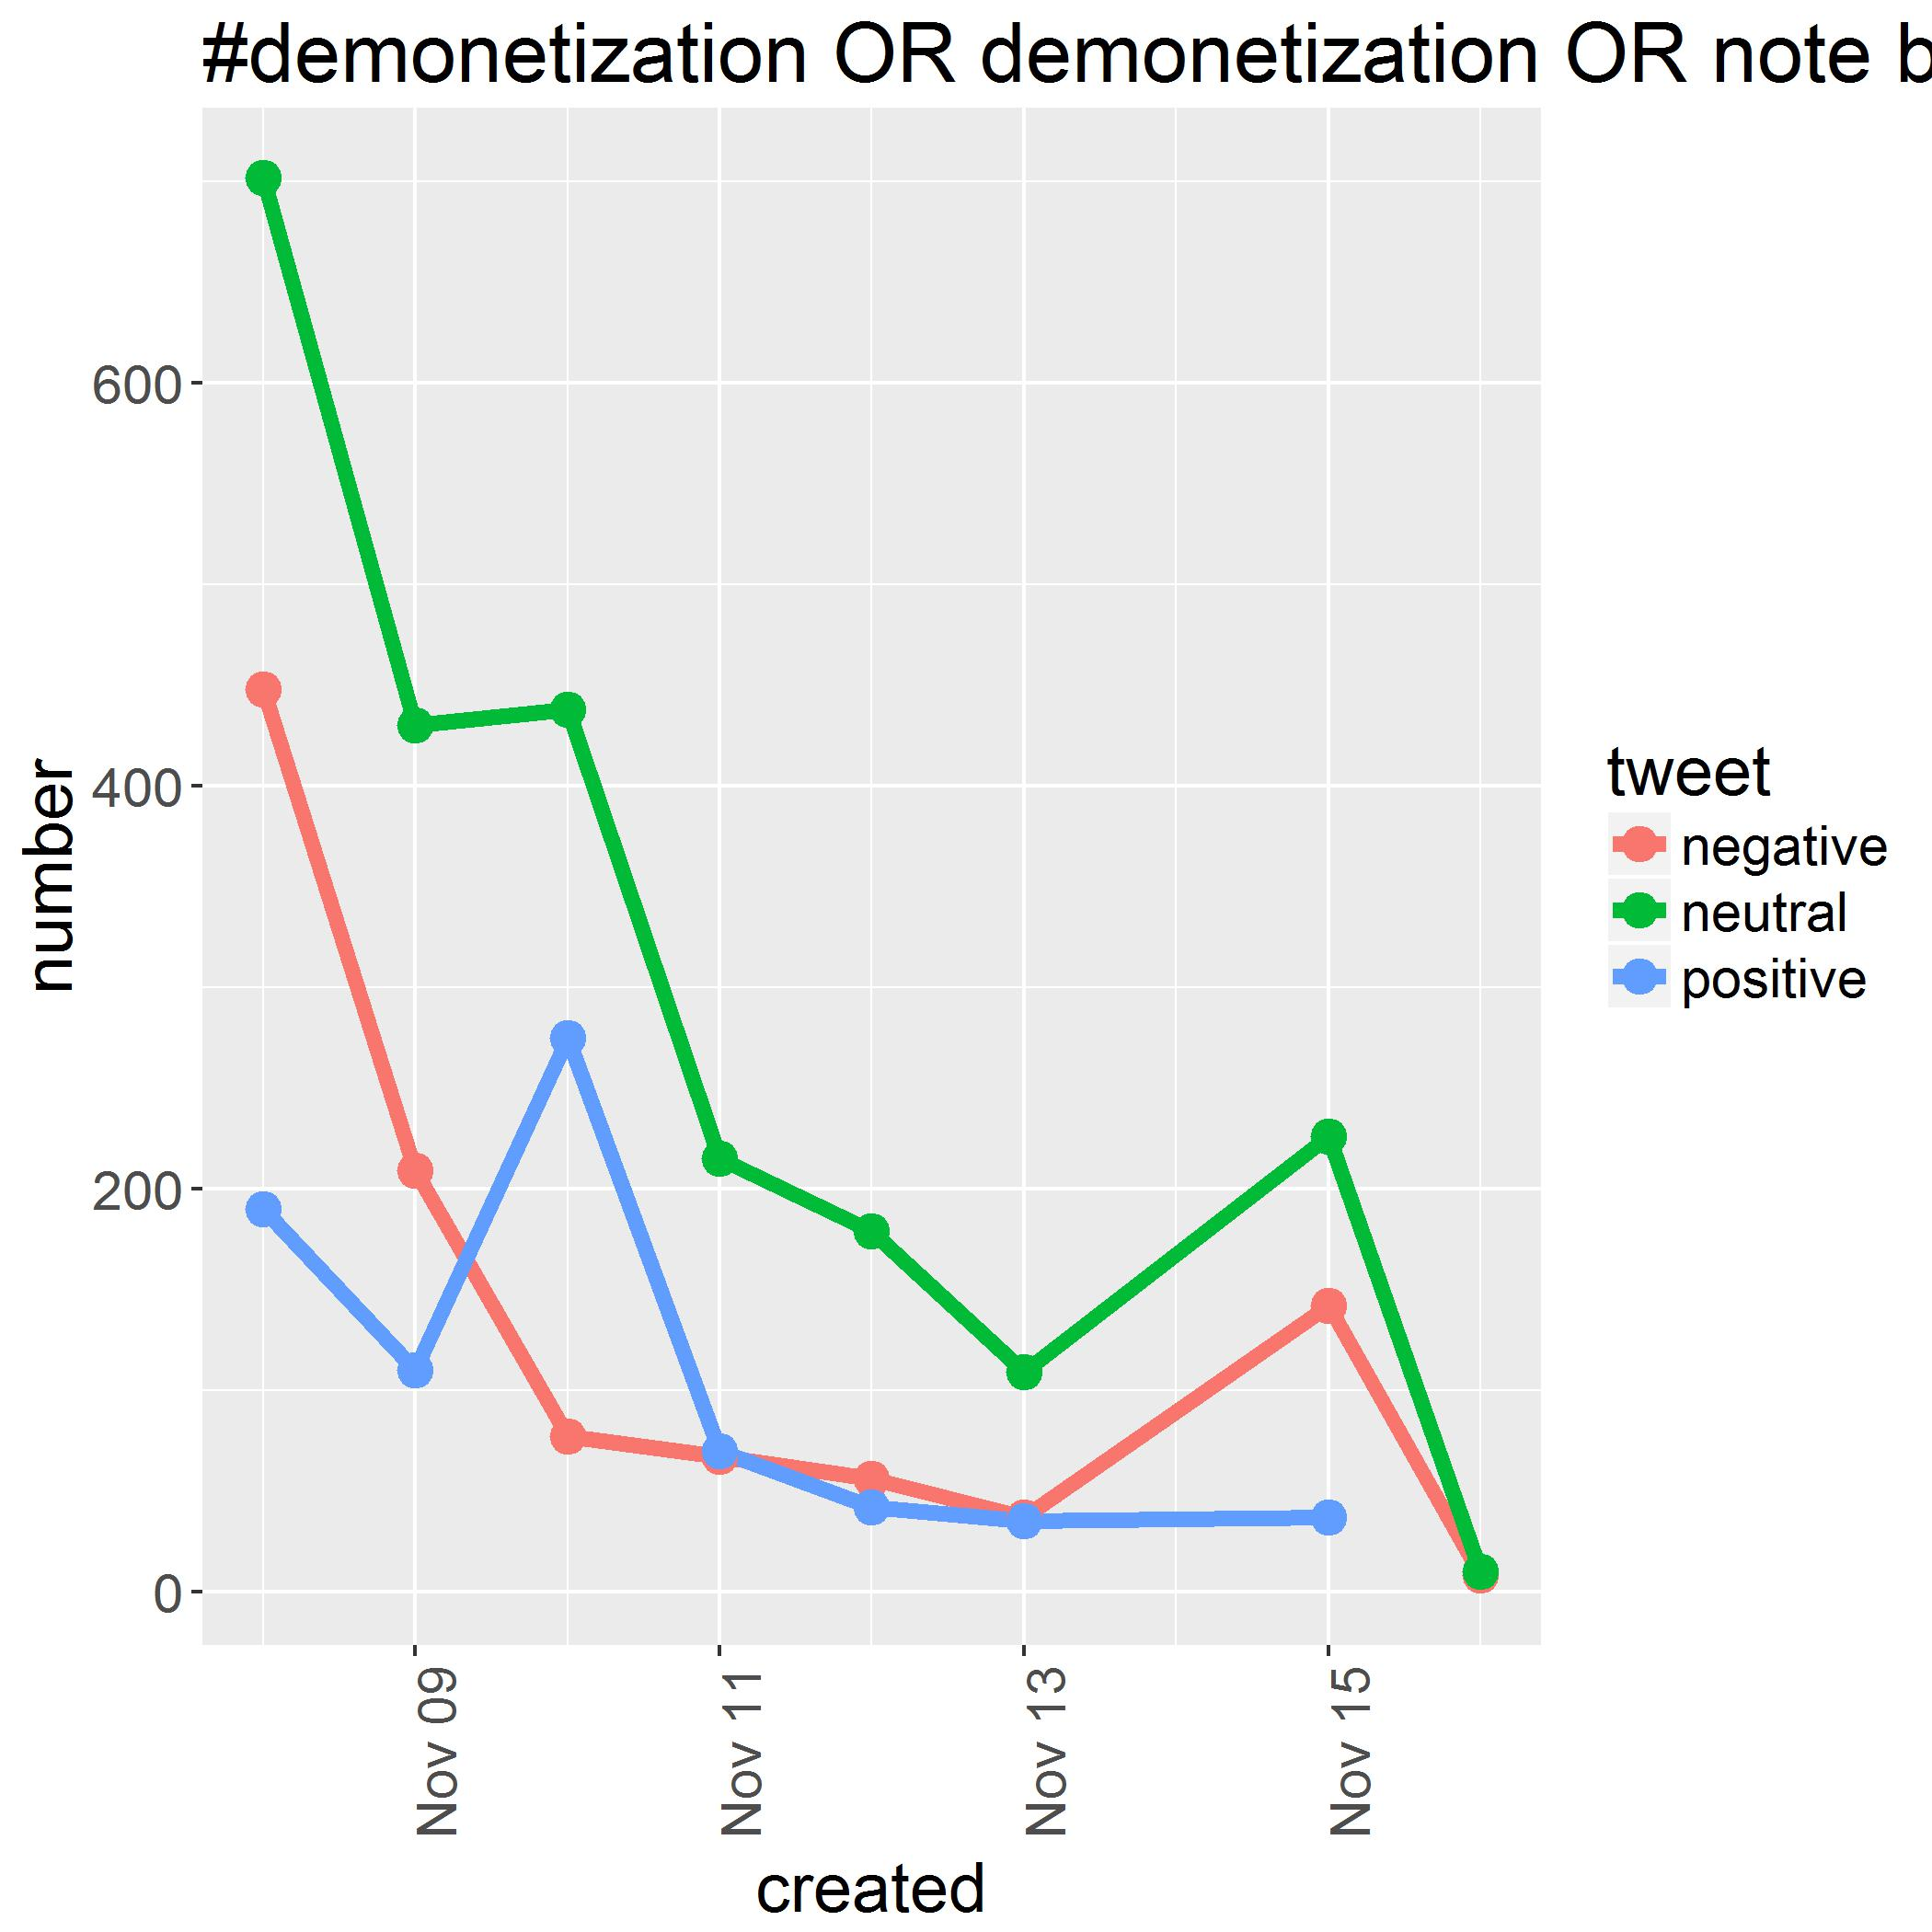 #demonetization OR demonetization OR note b
number
600
400
200
0
Nov 09
Nov 11
Nov 13
Nov 15
created
tweet
negative
neutral
positive